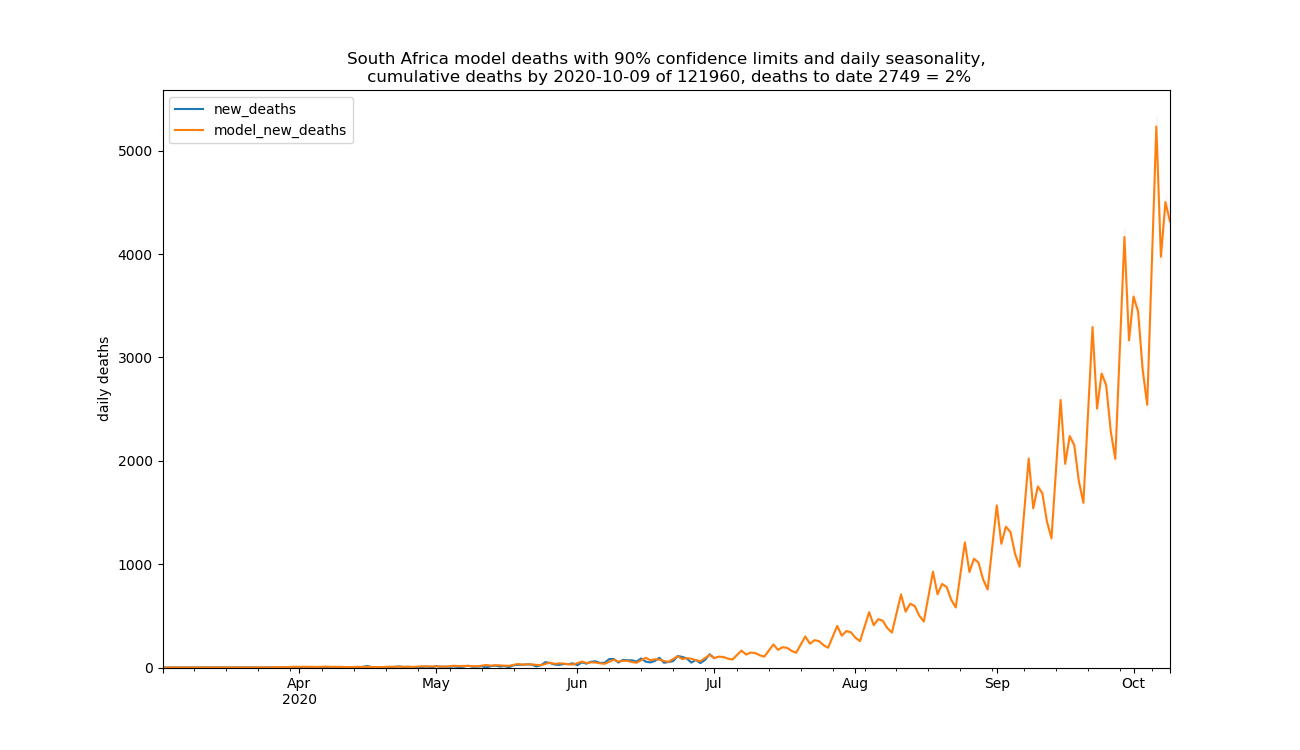 South Africa model deaths with 90% confidence limits and daily seasonality,
cumulative deaths by 2020-10-09 of 121960, deaths to date 2749 = 2%
new_deaths
model_new_deaths
daily deaths
5000
4000
3000
2000
1000
0
Apr May Jun Jul Aug Sep Oct
2020